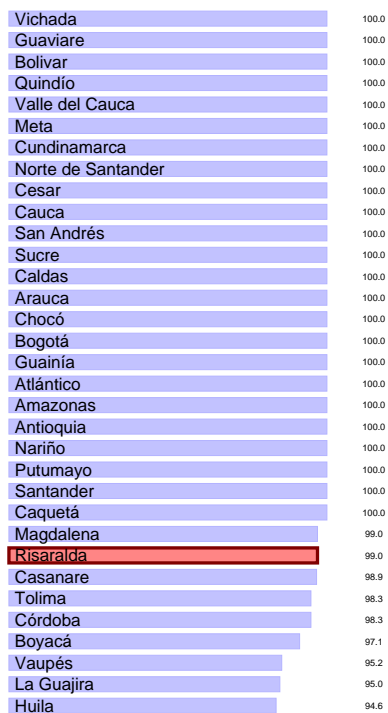 Vichada 100.0
Guaviare 100.0
Bolivar 100.0
Quindío 100.0
Valle del Cauca 100.0
Meta 100.0
Cundinamarca 100.0
Norte de Santander 100.0
Cesar 100.0
Cauca 100.0
San Andrés 100.0
Sucre 100.0
Caldas 100.0
Arauca 100.0
Chocó 100.0
Bogotá 100.0
Guainía 100.0
Atlántico 100.0
Amazonas 100.0
Antioquia 100.0
Nariño 100.0
Putumayo 100.0
Santander 100.0
Caquetá 100.0
Magdalena 99.0
Risaralda 99.0
Casanare 98.9
Tolima 98.3
Córdoba 98.3
Boyacá 97.1
Vaupés 95.2
La Guajira 95.0
Huila 94.6